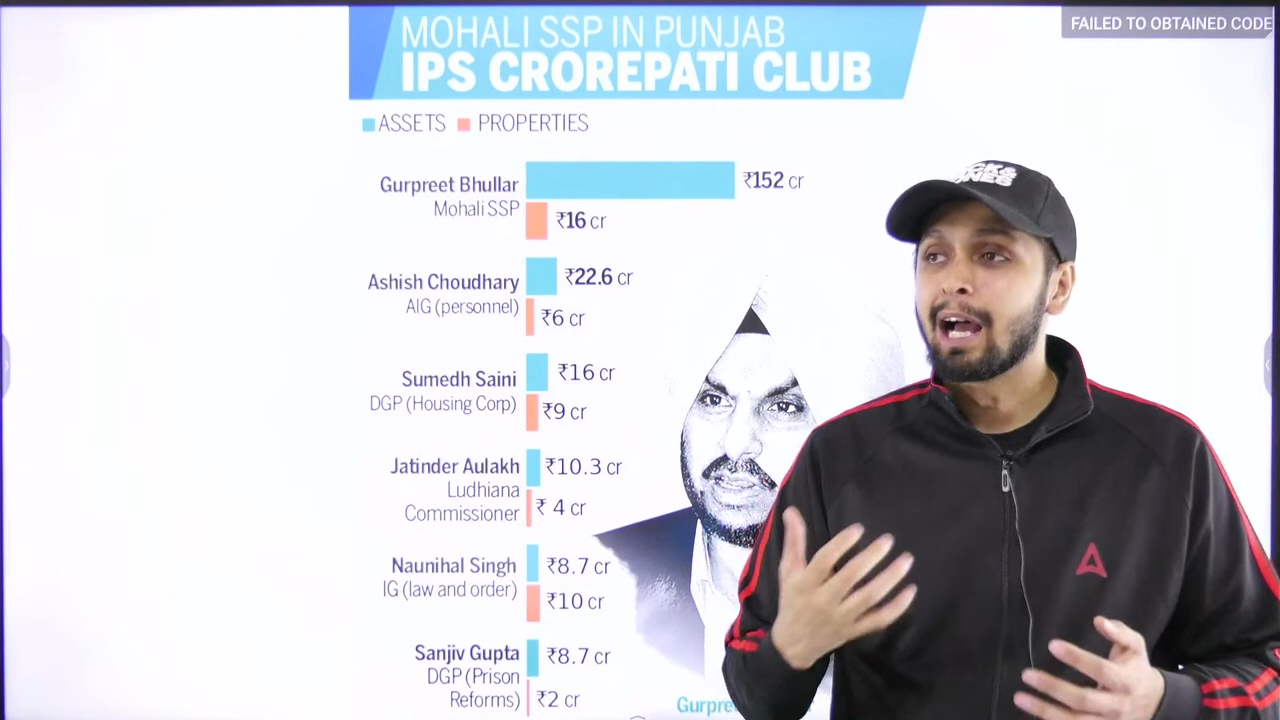 FAILED TO OBTAINED CODE
MOHALI SSP IN PUNJAB
IPS CROREPATI CLUB
ASSETS PROPERTIES
Gurpreet Bhullar
Mohali SSP
₹152 cr
₹16 cr
Ashish Choudhary
AIG (personnel)
₹22.6 cr
₹6 cr
Sumedh Saini
DGP (Housing Corp)
₹16 cr
₹9 cr
Jatinder Aulakh
Ludhiana
Commissioner
₹10.3 cr
₹ 4 cr
Naunihal Singh
IG (law and order)
₹8.7 cr
₹10 cr
Sanjiv Gupta
DGP (Prison
Reforms)
₹8.7 cr
₹2 cr